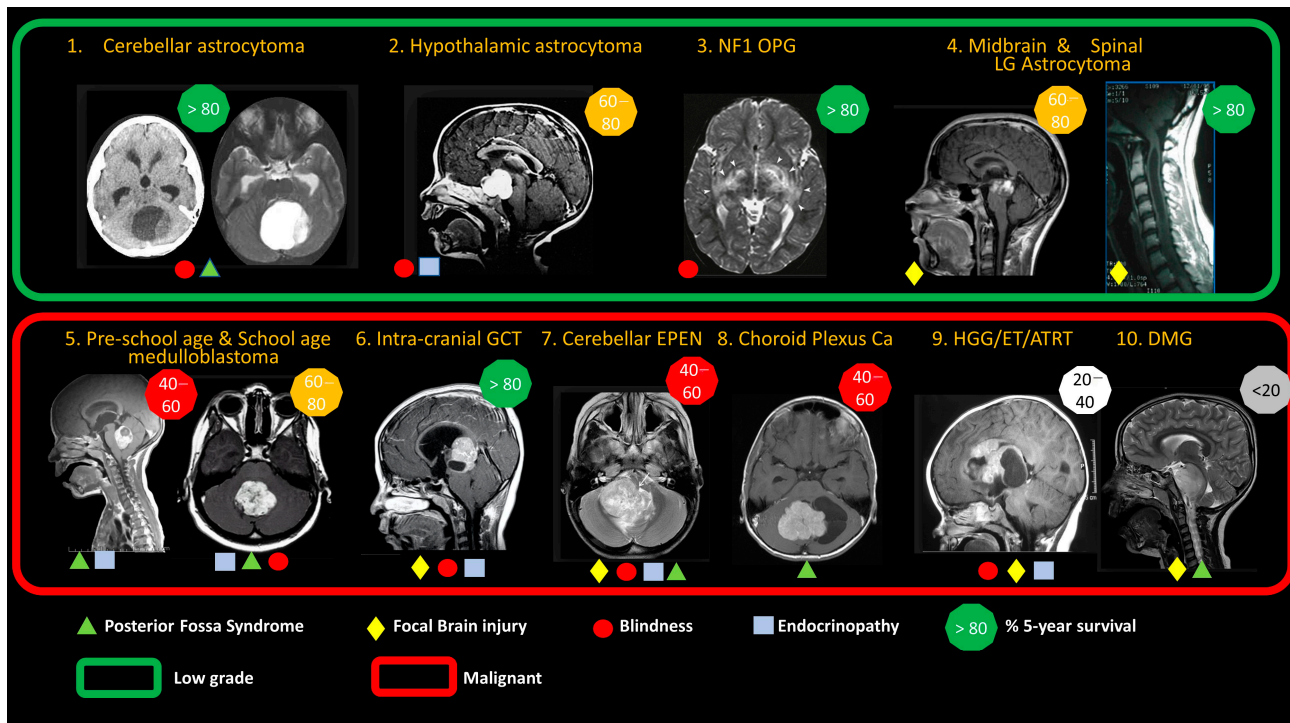 1. Cerebellar astrocytoma
2. Hypothalamic astrocytoma
3. NF1 OPG
4. Midbrain & Spinal
LG Astrocytoma
> 80
60–
80
> 80
60–
80
> 80
5. Pre-school age & School age
medulloblastoma
6. Intra-cranial GCT
7. Cerebellar EPEN
8. Choroid Plexus Ca
9. HGG/ET/ATRT
10. DMG
40–
60
60–
80
> 80
40–
60
40–
60
20–
40
<20
Posterior Fossa Syndrome
Focal Brain injury
Blindness
Endocrinopathy
> 80
% 5-year survival
Low grade
Malignant